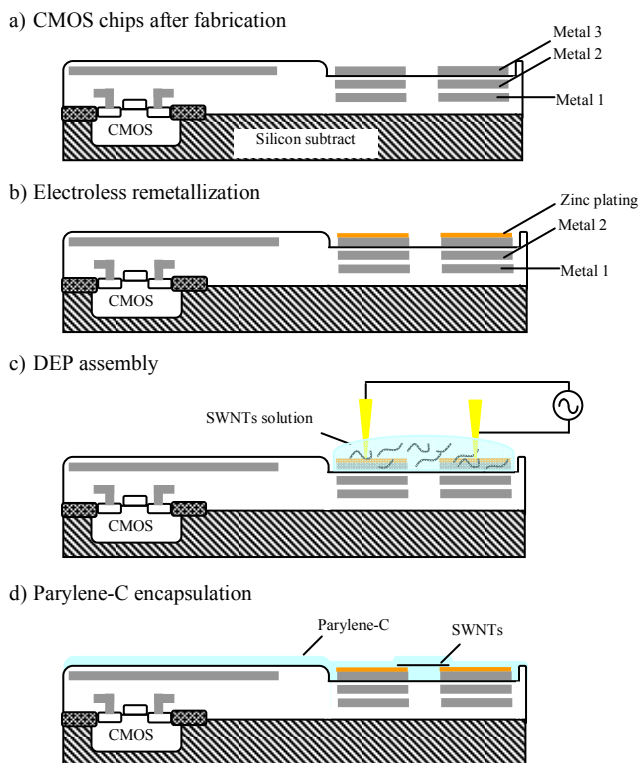 a) CMOS chips after fabrication
Metal 3
Metal 2
Metal 1
CMOS
Silicon subtract
b) Electroless remetallization
Zinc plating
Metal 2
Metal 1
CMOS
c) DEP assembly
SWNTs solution
CMOS
d) Parylene-C encapsulation
Parylene-C
SWNTs
CMOS